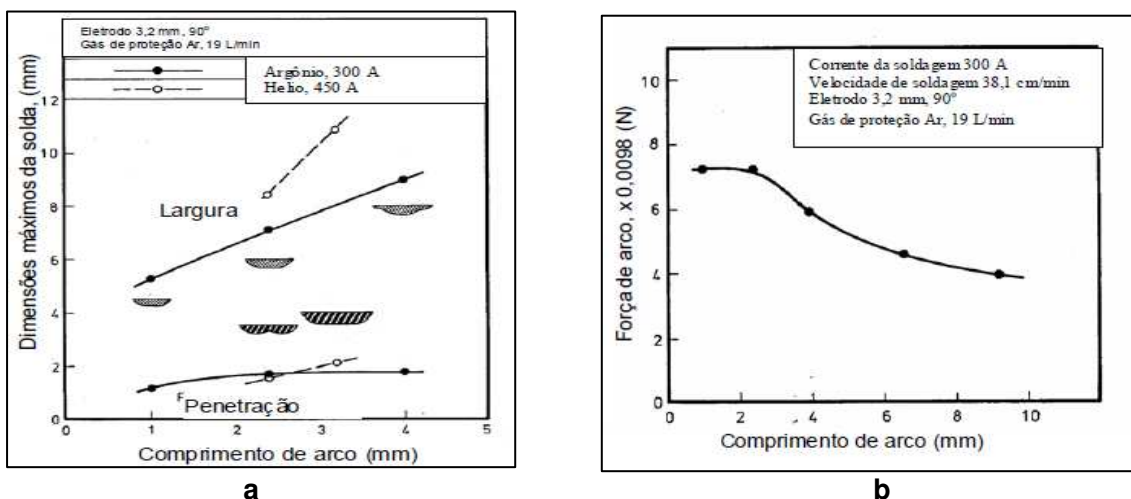 Eletrodo 3,2 mm, 90°
Gás de proteção Ar, 19 L/min
Argônio, 300 A
Helio, 450 A
Dimensões máximos da solda, (mm)
12
10
8
6
4
2
0
Largura
F Penetração
0 1 2 3 4 5
Comprimento de arco (mm)
a
Corrente da soldagem 300 A
Velocidade de soldagem 38,1 cm/min
Eletrodo 3,2 mm, 90°
Gás de proteção Ar, 19 L/min
Força de arco, x 0,0098 (N)
10
8
6
4
2
0
0 2 4 6 8 10
Comprimento de arco (mm)
b